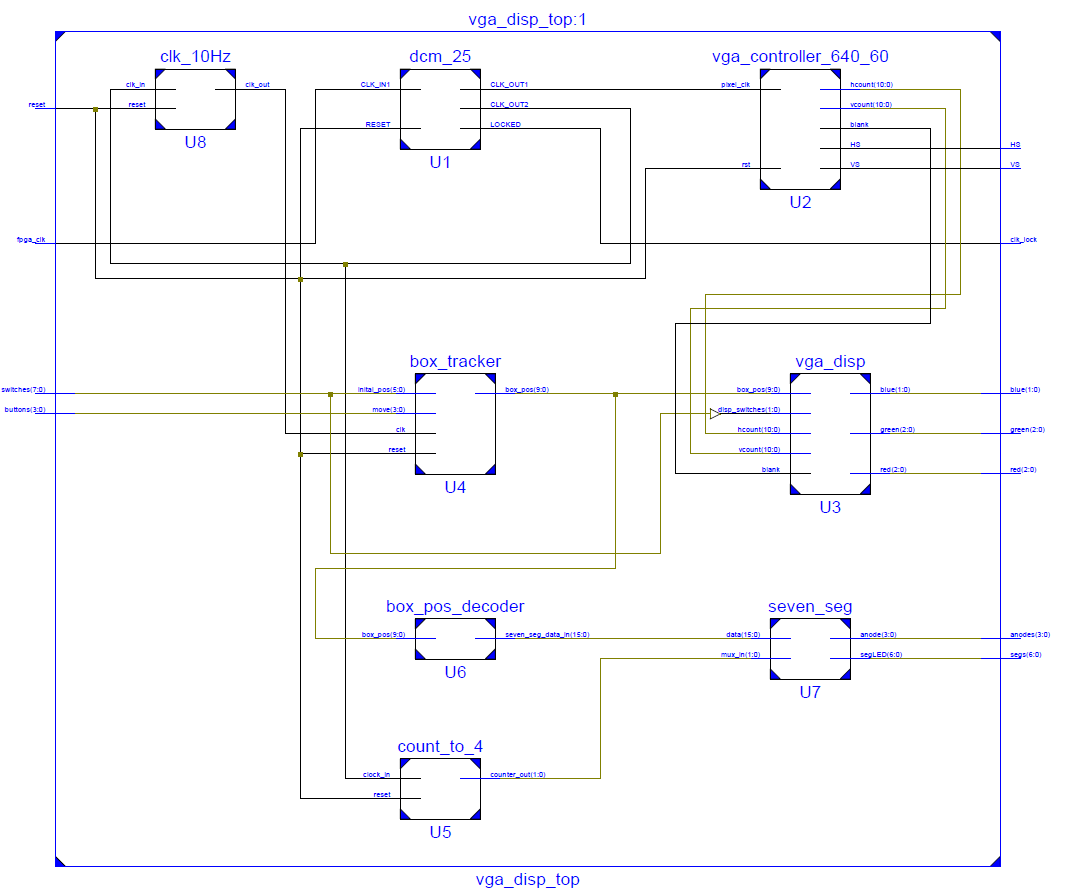 vga_disp_top:1
clk_10Hz
dcm_25
vga_controller_640_60
clk_in
clk_out
CLK_IN1
CLK_OUT1
pixel_clk
hcount(10:0)
reset
reset
CLK_OUT2
vcount(10:0)
RESET
LOCKED
blank
U8
HS
HS
U1
rst
VS
VS
U2
fpga_clk
clk_lock
box_tracker
vga_disp
switches(7:0)
inital_pos(5:0)
box_pos(9:0)
box_pos(9:0)
blue(1:0)
blue(1:0)
buttons(3:0)
move(3:0)
disp_switches(1:0)
clk
hcount(10:0)
green(2:0)
green(2:0)
reset
vcount(10:0)
blank
red(2:0)
red(2:0)
U4
U3
box_pos_decoder
seven_seg
box_pos(9:0)
seven_seg_data_in(15:0)
data(15:0)
anode(3:0)
anodes(3:0)
mux_in(1:0)
segLED(6:0)
segs(6:0)
U6
U7
count_to_4
clock_in
counter_out(1:0)
reset
U5
vga_disp_top